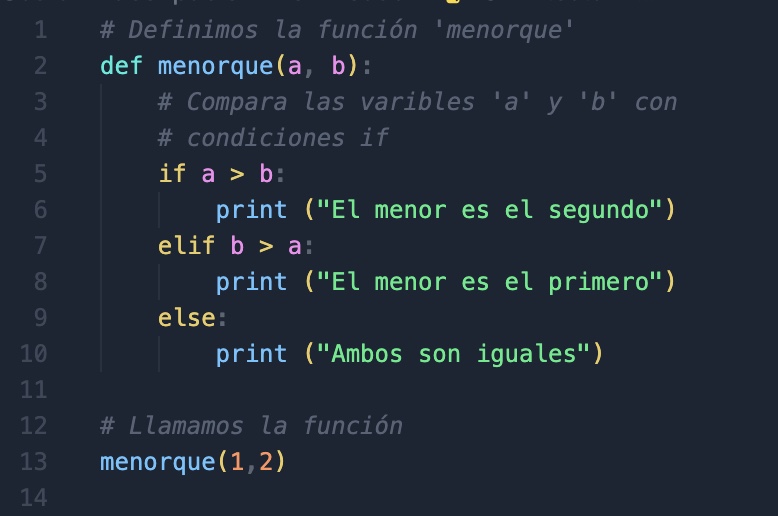 1 # Definimos la función 'menorque'
2 def menorque(a, b):
3 # Compara las varibles 'a' y 'b' con
4 # condiciones if
5 if a > b:
6 print ("El menor es el segundo")
7 elif b > a:
8 print ("El menor es el primero")
9 else:
10 print ("Ambos son iguales")
11
12 # Llamamos la función
13 menorque(1,2)
14